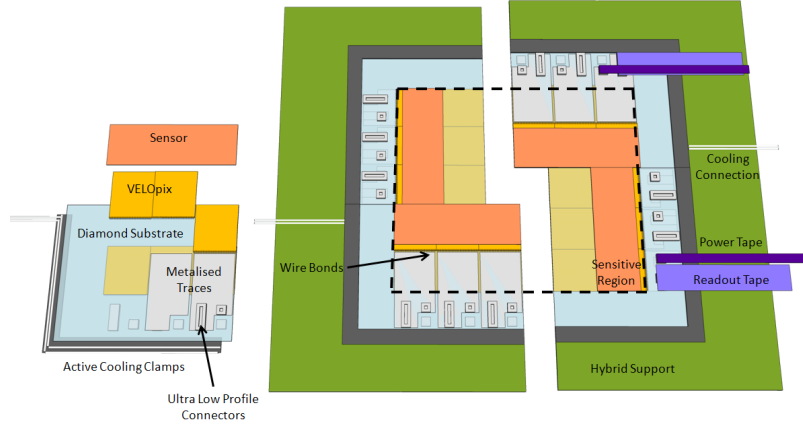 Sensor
VELOpix
Diamond Substrate
Metalised
Traces
Active Cooling Clamps
Ultra Low Profile
Connectors
Wire Bonds
Cooling
Connection
Power Tape
Sensitive
Region
Readout Tape
Hybrid Support